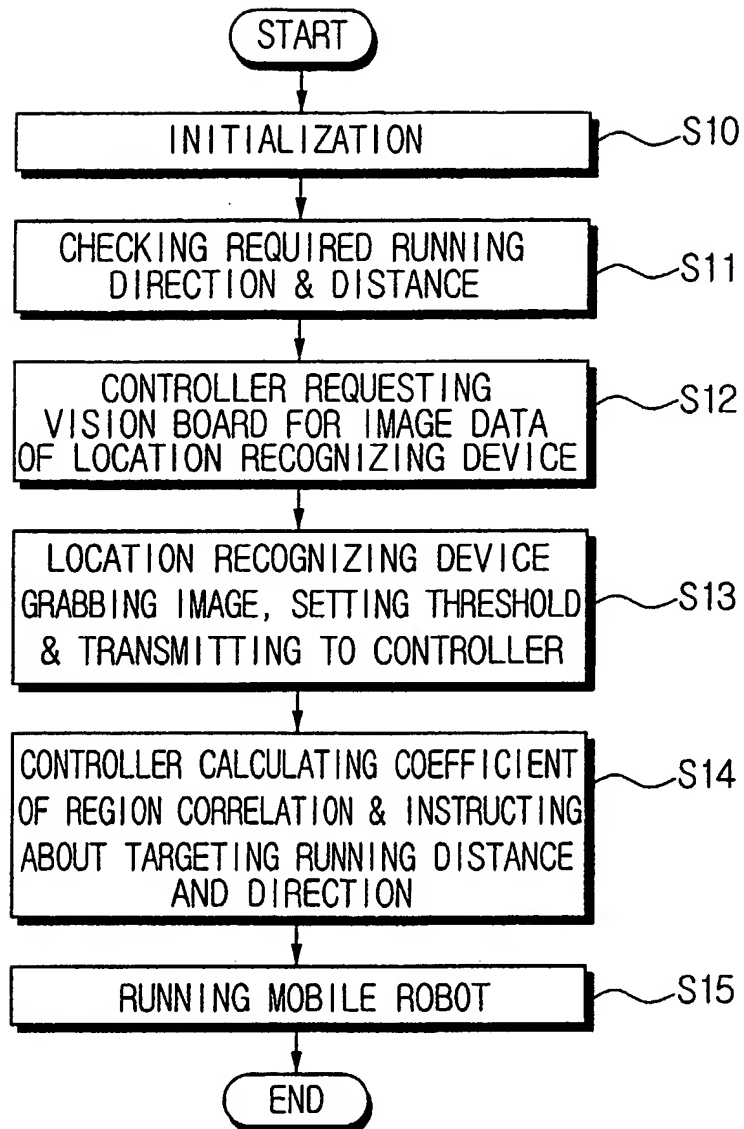 START
INITIALIZATION
S10
CHECKING REQUIRED RUNNING
DIRECTION & DISTANCE
S11
CONTROLLER REQUESTING
VISION BOARD FOR IMAGE DATA
OF LOCATION RECOGNIZING DEVICE
S12
LOCATION RECOGNIZING DEVICE
GRABBING IMAGE, SETTING THRESHOLD
& TRANSMITTING TO CONTROLLER
S13
CONTROLLER CALCULATING COEFFICIENT
OF REGION CORRELATION & INSTRUCTING
ABOUT TARGETING RUNNING DISTANCE
AND DIRECTION
S14
RUNNING MOBILE ROBOT
S15
END